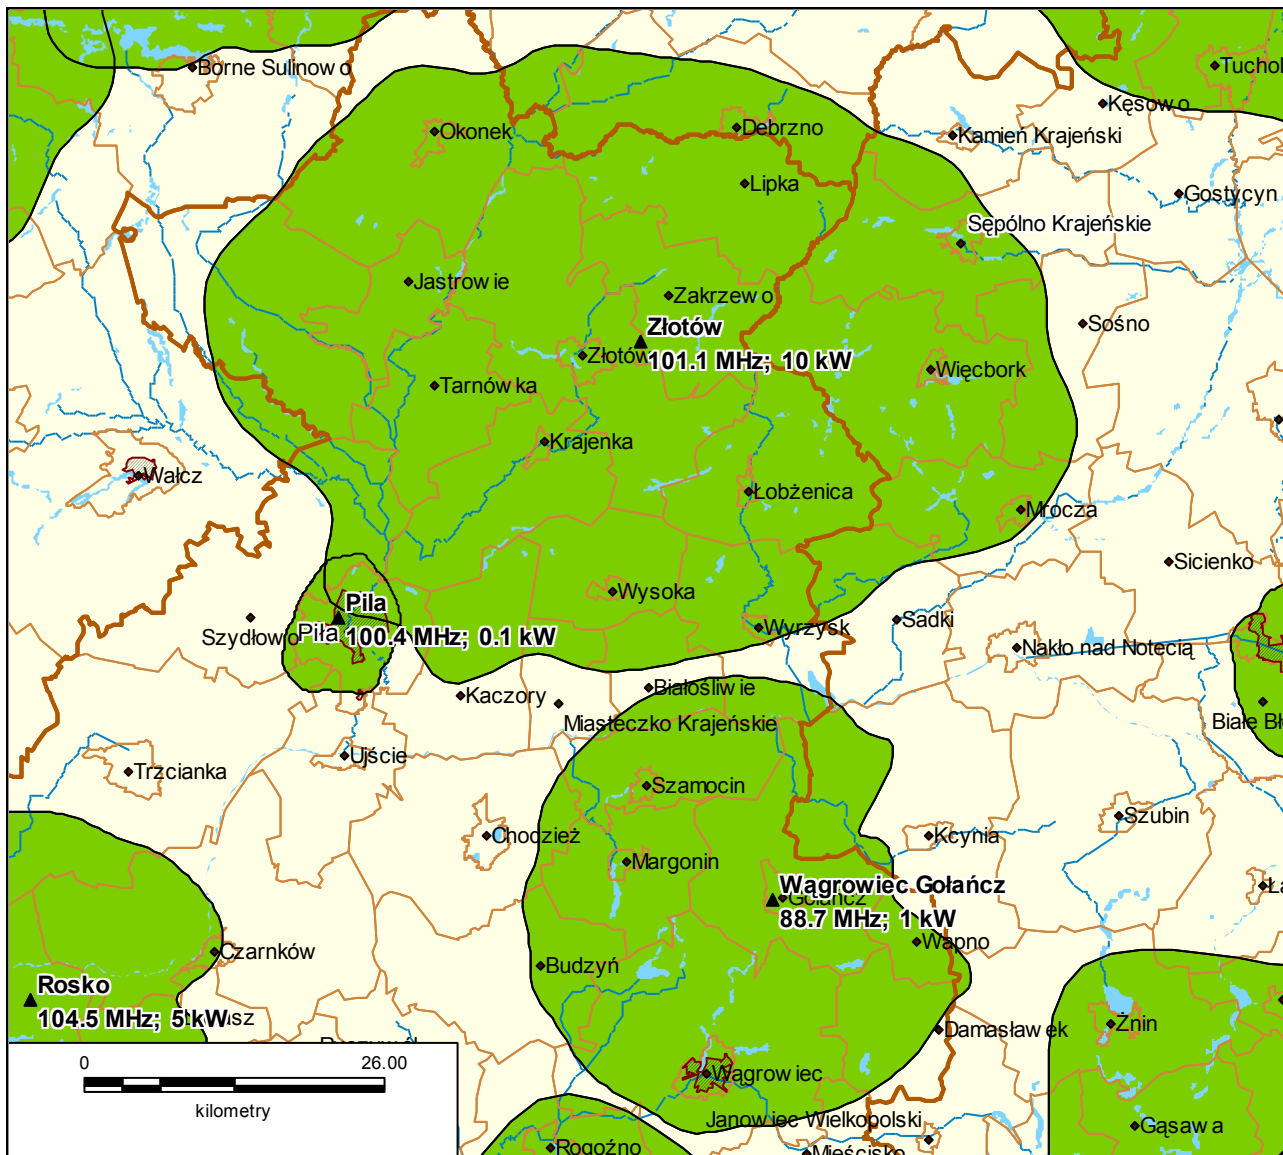 Borne Sulinowo
Tuchol
Kęsowo
Okonek
Debrzno
Kamień Krajeński
Lipka
Gostycyn
Sępólno Krajeńskie
Jastrowie
Zakrzewo
Złotów
101.1 MHz; 10 kW
Sośno
Złotów
Więcbork
Tarnówka
Krajenka
Wałcz
Łobżenica
Mrocza
Sicienko
Wysoka
Pila
100.4 MHz; 0.1 kW
Szydłowo
Piła
Wyrzysk
Sadki
Nakło nad Notecią
Kaczory
Białośliwie
Miasteczko Krajeńskie
Białe Bł
Ujście
Trzcianka
Szamocin
Szubin
Chodzież
Kcynia
Margonin
Wągrowiec Gołańcz
88.7 MHz; 1 kW
Gołańcz
Ła
Czarnków
Wapno
Budzyń
Rosko
104.5 MHz; 5 kW
Żnin
Damasławek
0 26.00
kilometry
Wągrowiec
Janowiec Wielkopolski
Gąsawa
Rogoźno
Mieścisko